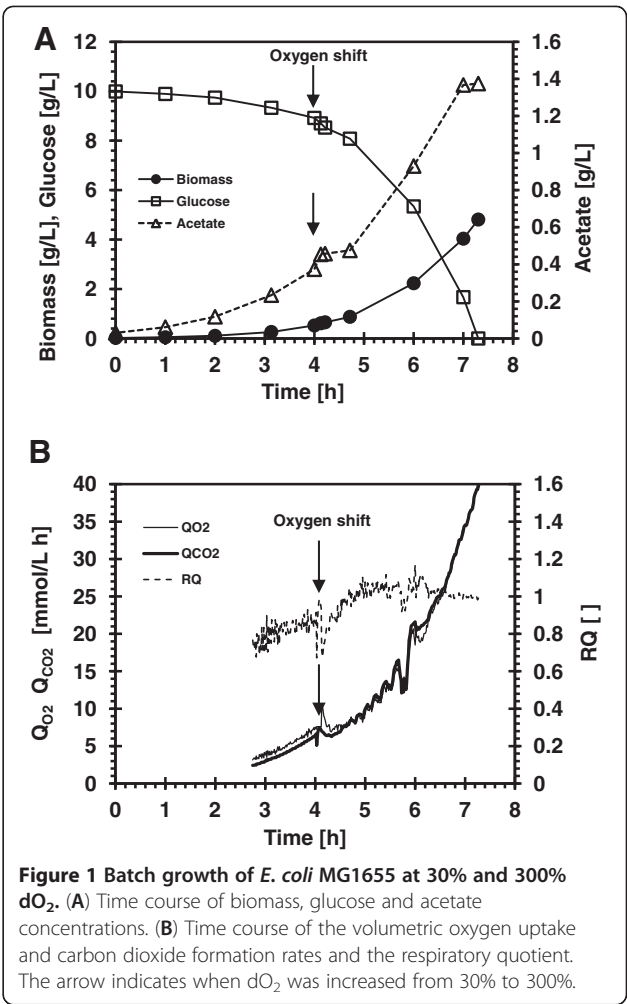 A
12
10
8
6
4
2
0
Biomass [g/L], Glucose [g/L]
Oxygen shift
Biomass
Glucose
Acetate
1.6
1.4
1.2
1
0.8
0.6
0.4
0.2
0
Acetate [g/L]
0 1 2 3 4 5 6 7 8
Time [h]
B
40
35
30
25
20
15
10
5
0
Q_O2 Q_CO2 [mmol/L h]
QO2
QCO2
RQ
Oxygen shift
1.6
1.4
1.2
1
0.8
0.6
0.4
0.2
0
RQ [ ]
0 1 2 3 4 5 6 7 8
Time [h]
Figure 1 Batch growth of E. coli MG1655 at 30% and 300%
dO₂. (A) Time course of biomass, glucose and acetate
concentrations. (B) Time course of the volumetric oxygen uptake
and carbon dioxide formation rates and the respiratory quotient.
The arrow indicates when dO₂ was increased from 30% to 300%.